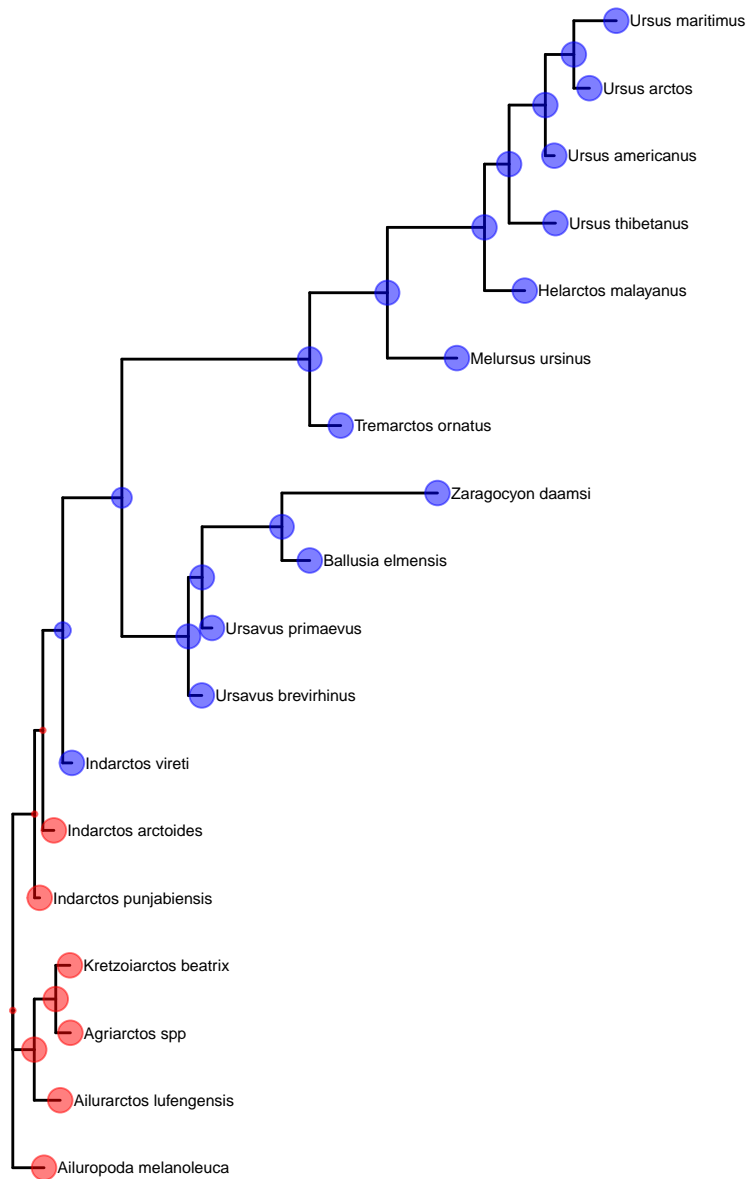 Ursus maritimus
Ursus arctos
Ursus americanus
Ursus thibetanus
Helarctos malayanus
Melursus ursinus
Tremarctos ornatus
Zaragocyon daamsi
Ballusia elmensis
Ursavus primaevus
Ursavus brevirhinus
Indarctos vireti
Indarctos arctoides
Indarctos punjabiensis
Kretzoiarctos beatrix
Agriarctos spp
Ailurarctos lufengensis
Ailuropoda melanoleuca